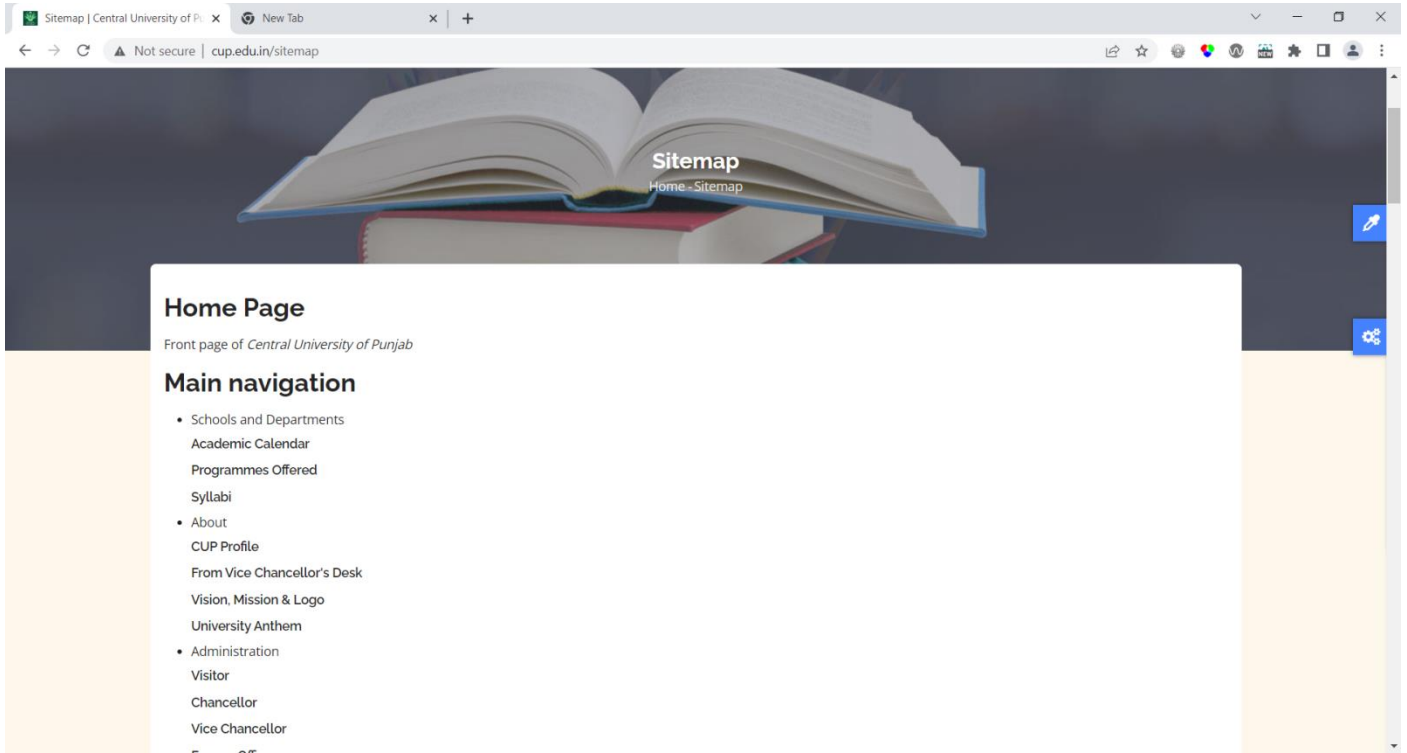 Sitemap | Central University of Pu
New Tab
Not secure | cup.edu.in/sitemap
NEW
Sitemap
Home - Sitemap
Home Page
Front page of Central University of Punjab
Main navigation
• Schools and Departments
Academic Calendar
Programmes Offered
Syllabi
• About
CUP Profile
From Vice Chancellor's Desk
Vision, Mission & Logo
University Anthem
• Administration
Visitor
Chancellor
Vice Chancellor